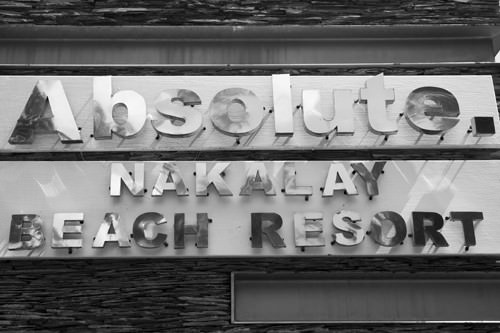 Absolute.
NAKALAY
BEACH RESORT